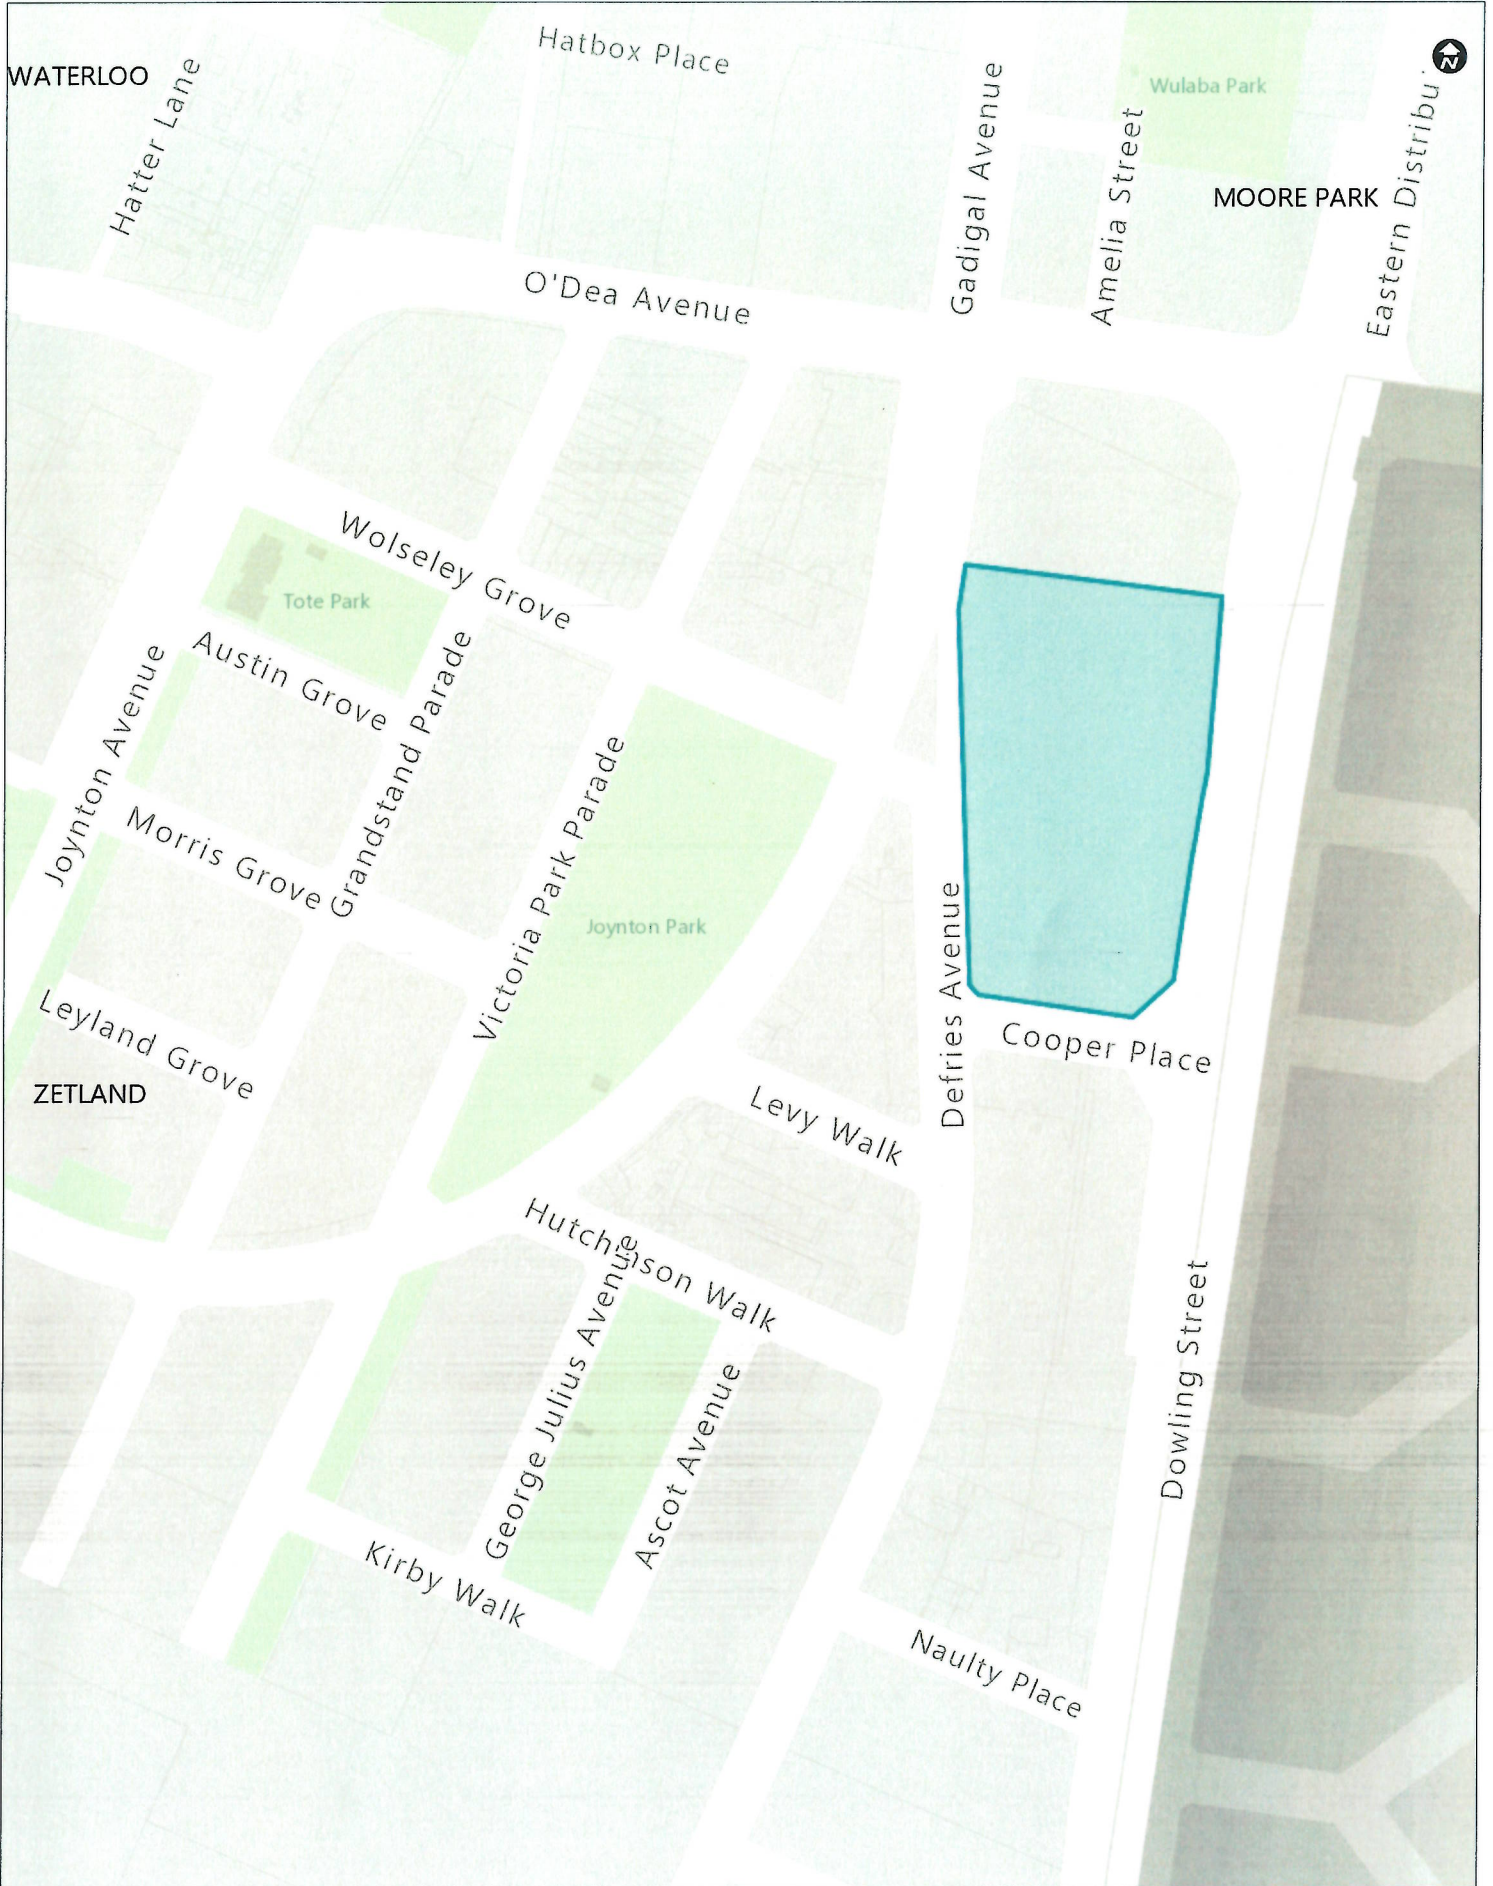 Hatbox Place
WATERLOO
Hatter Lane
Gadigal Avenue
Wulaba Park
Amelia Street
MOORE PARK
Eastern Distribu
N
O'Dea Avenue
Wolseley Grove
Tote Park
Austin Grove
Joynton Avenue
Grandstand Parade
Morris Grove
Victoria Park Parade
Joynton Park
Defries Avenue
Leyland Grove
Cooper Place
ZETLAND
Levy Walk
Hutchinson Walk
George Julius Avenue
Ascot Avenue
Dowling Street
Kirby Walk
Naulty Place